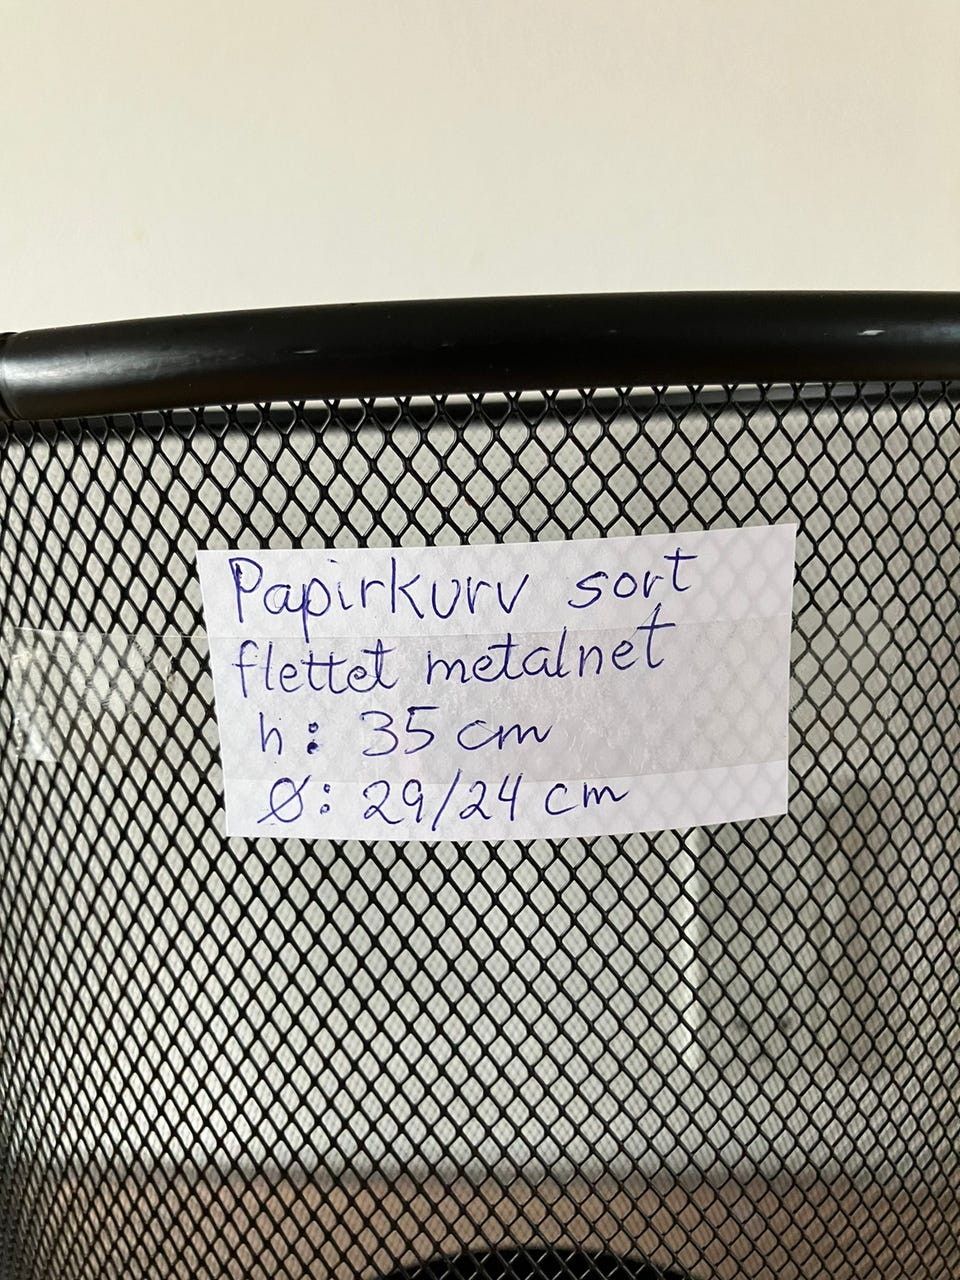 Papirkurv sort
flettet metalnet
h: 35 cm
Ø: 29/24 cm